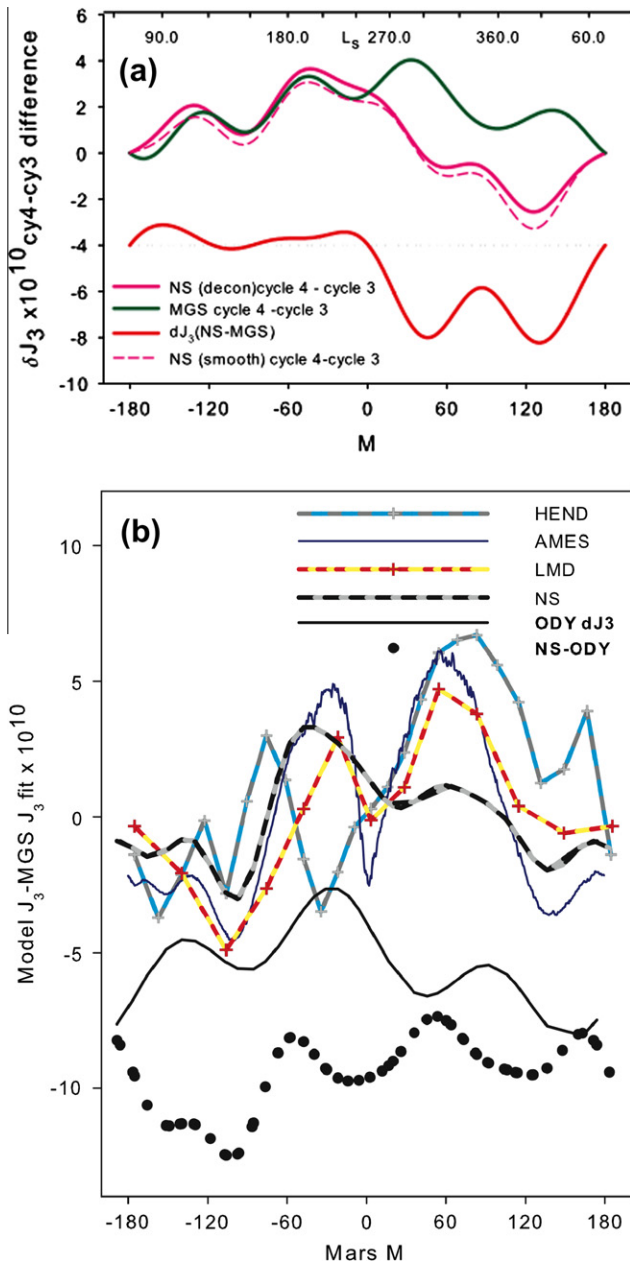 (a)
90.0 180.0 Ls 270.0 360.0 60.0
6
4
2
0
-2
-4
-6
-8
-10
δJ3 x10^10 cy4-cy3 difference
NS (decon)cycle 4 - cycle 3
MGS cycle 4 -cycle 3
dJ3(NS-MGS)
NS (smooth) cycle 4-cycle 3
-180 -120 -60 0 60 120 180
M
(b)
HEND
AMES
LMD
NS
ODY dJ3
NS-ODY
10
5
0
-5
-10
Model J3-MGS J3 fit x 10^10
-180 -120 -60 0 60 120 180
Mars M